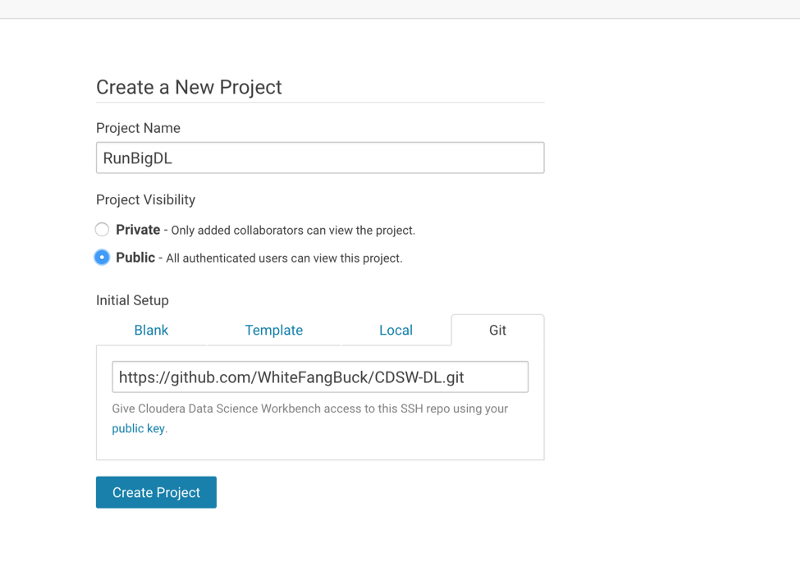 Create a New Project
Project Name
RunBigDL
Project Visibility
Private - Only added collaborators can view the project.
Public - All authenticated users can view this project.
Initial Setup
Blank Template Local Git
https://github.com/WhiteFangBuck/CDSW-DL.git
Give Cloudera Data Science Workbench access to this SSH repo using your
public key.
Create Project